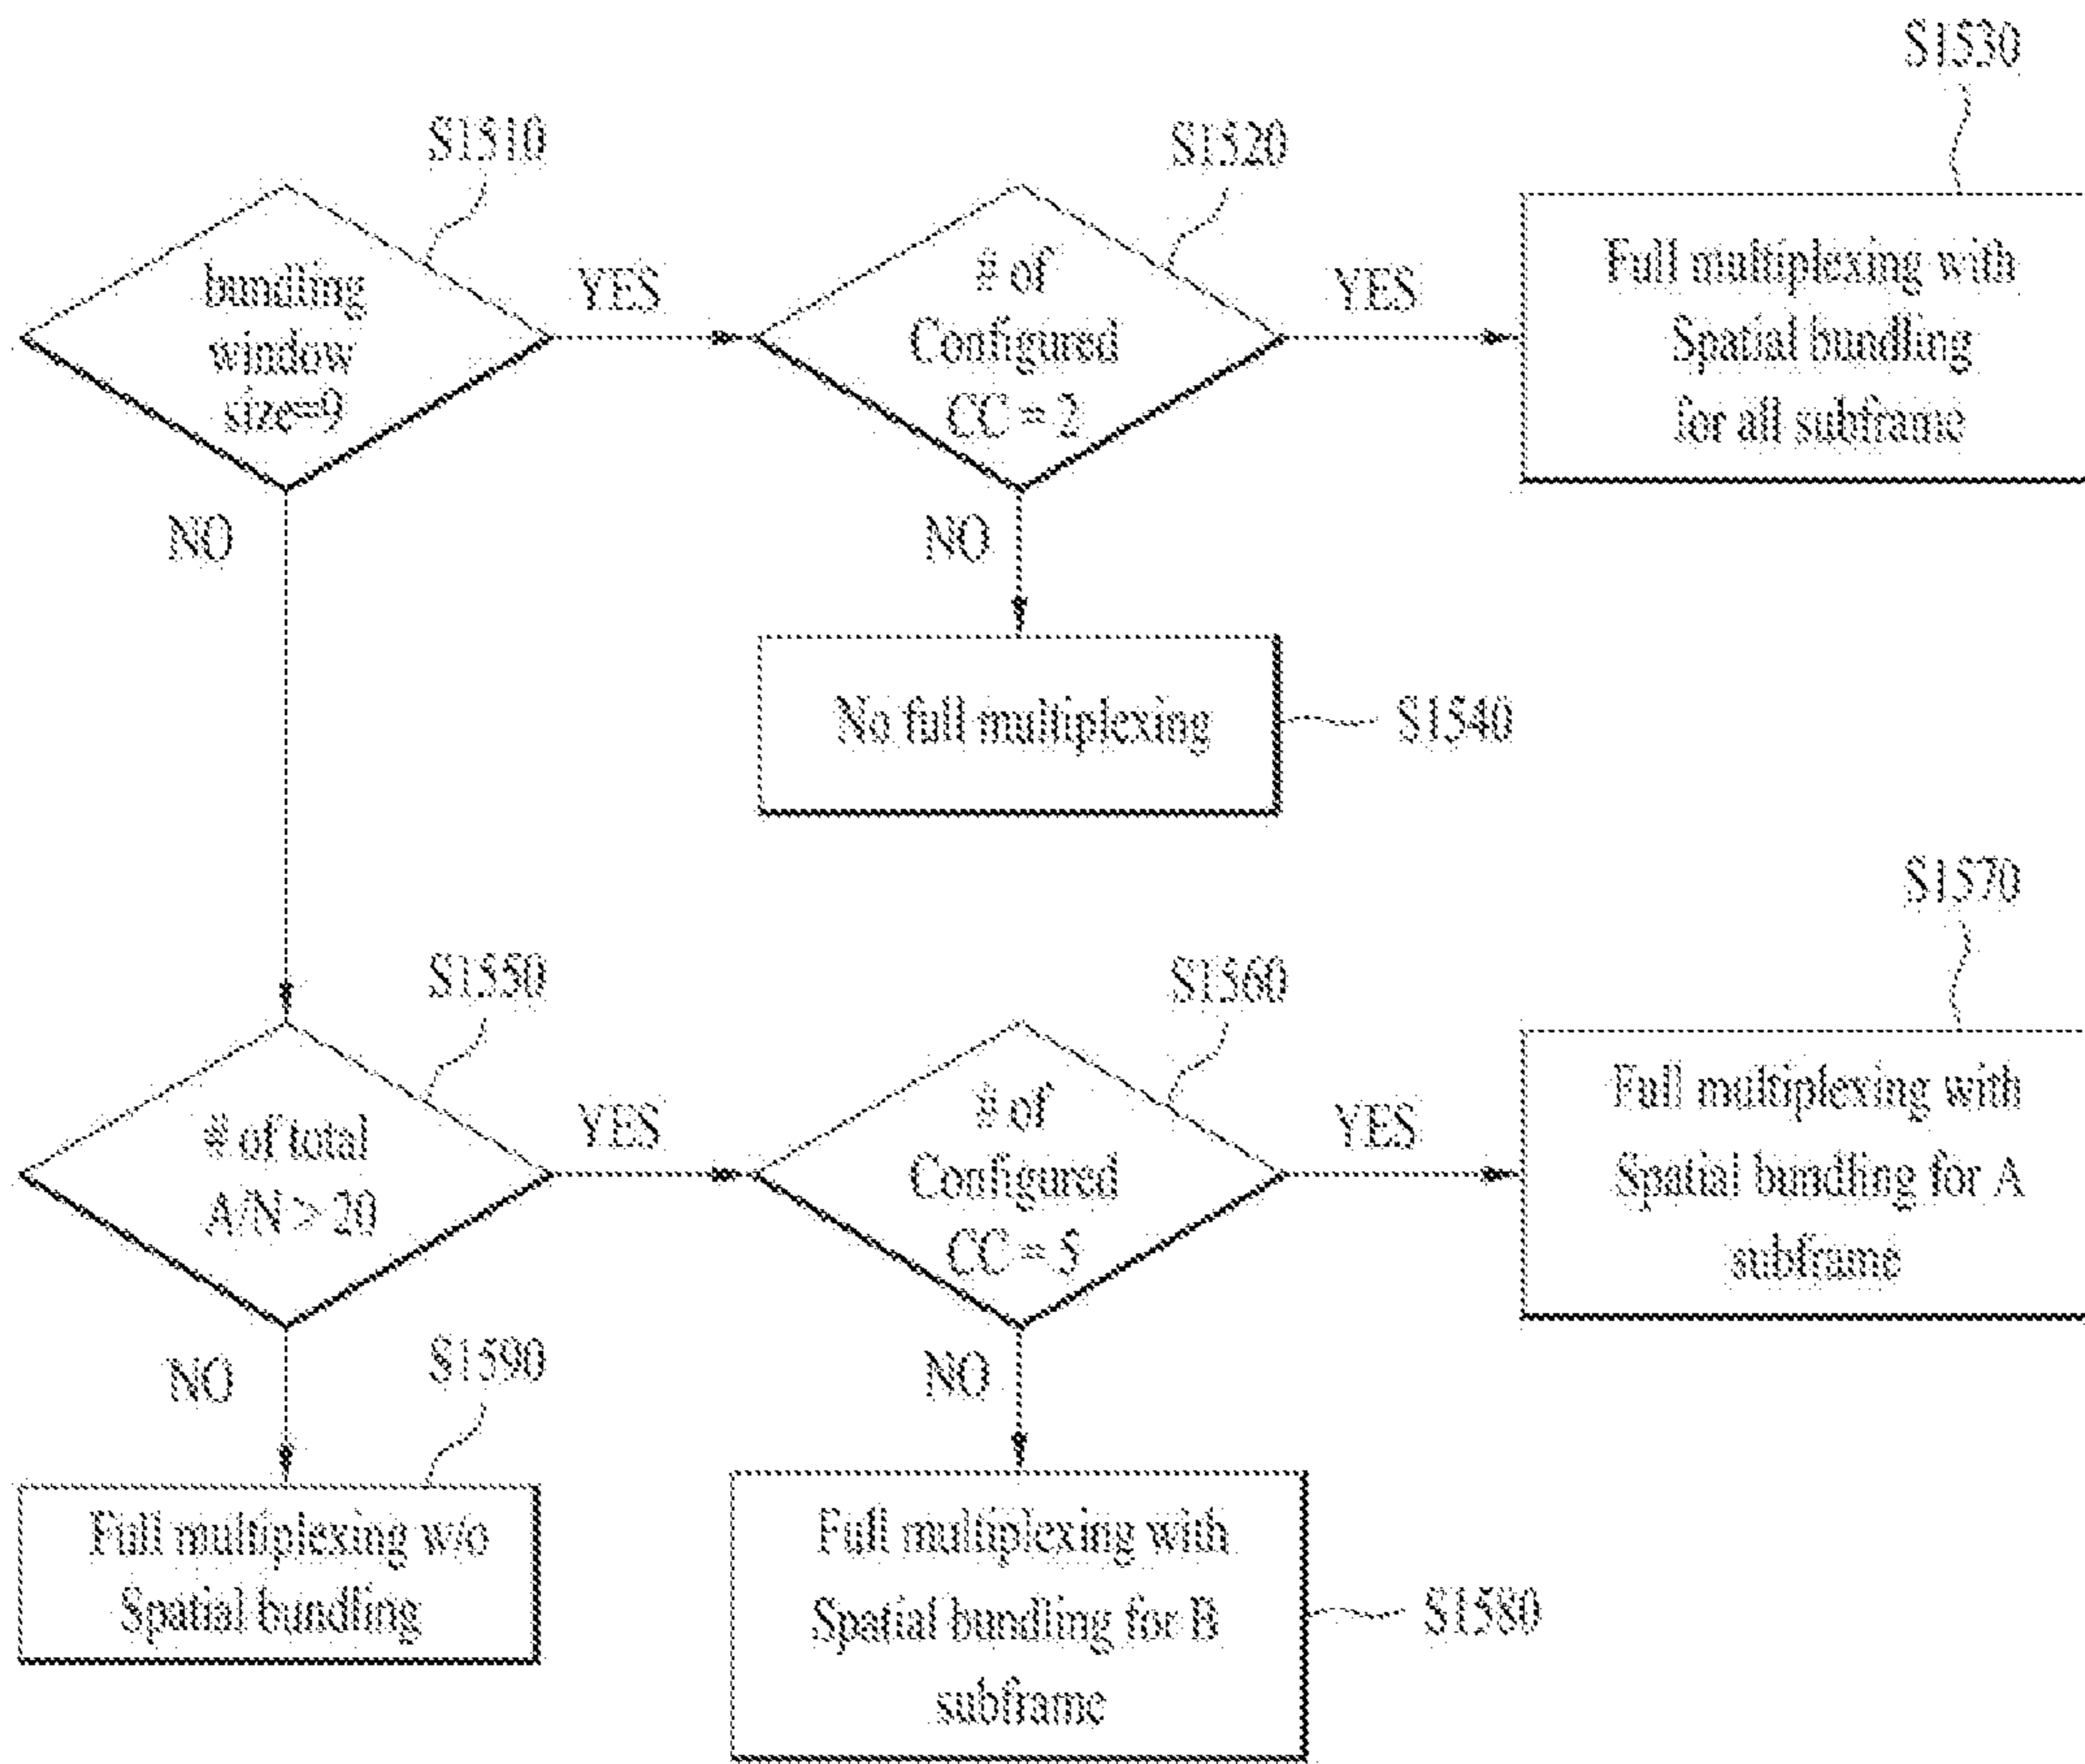 S1530
S1510
S1520
bundling
window
size=9
YES
# of
Configured
CC = 2
YES
Full multiplexing with
Spatial bundling
for all subframe
NO
NO
No full multiplexing
S1540
S1570
S1550
S1560
# of total
A/N > 20
YES
# of
Configured
CC = 5
YES
Full multiplexing with
Spatial bundling for A
subframe
NO
S1590
NO
Full multiplexing w/o
Spatial bundling
Full multiplexing with
Spatial bundling for B
subframe
S1580